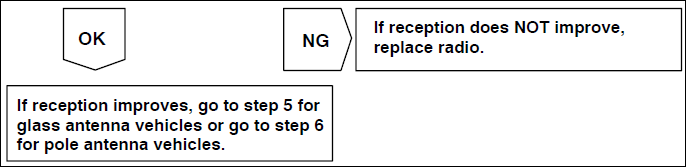 OK
NG
If reception does NOT improve,
replace radio.
If reception improves, go to step 5 for
glass antenna vehicles or go to step 6
for pole antenna vehicles.